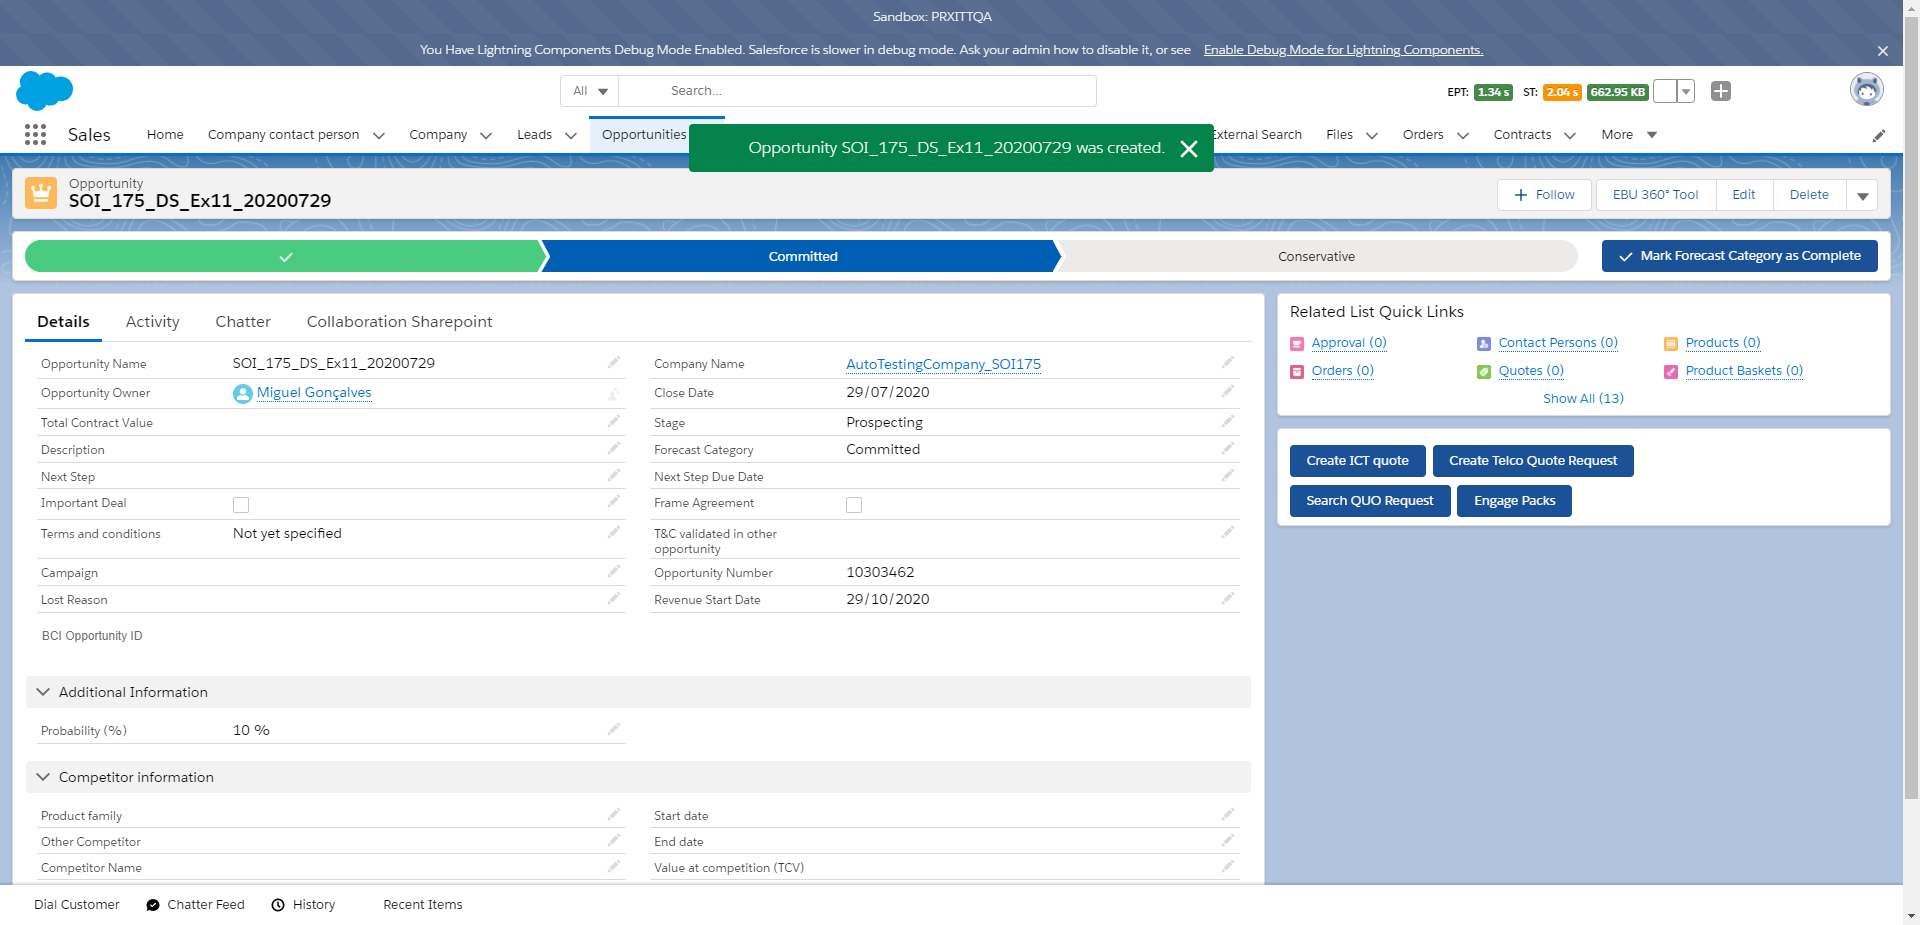 Sandbox: PRXITTQA
You Have Lightning Components Debug Mode Enabled. Salesforce is slower in debug mode. Ask your admin how to disable it, or see Enable Debug Mode for Lightning Components.
All Search...
EPT: 1.34 s ST: 2.04 s 662.95 KB
Sales Home Company contact person Company Leads Opportunities External Search Files Orders Contracts More
Opportunity SOI_175_DS_Ex11_20200729 was created.
Opportunity
SOI_175_DS_Ex11_20200729
Follow EBU 360° Tool Edit Delete
Committed Conservative Mark Forecast Category as Complete
Details Activity Chatter Collaboration Sharepoint
Opportunity Name SOI_175_DS_Ex11_20200729 Company Name AutoTestingCompany_SOI175
Opportunity Owner Miguel Gonçalves Close Date 29/07/2020
Total Contract Value Stage Prospecting
Description Forecast Category Committed
Next Step Next Step Due Date
Important Deal Frame Agreement
Terms and conditions Not yet specified T&C validated in other
opportunity
Campaign Opportunity Number 10303462
Lost Reason Revenue Start Date 29/10/2020
BCI Opportunity ID
Additional Information
Probability (%) 10 %
Competitor information
Product family Start date
Other Competitor End date
Competitor Name Value at competition (TCV)
Related List Quick Links
Approval (0) Contact Persons (0) Products (0)
Orders (0) Quotes (0) Product Baskets (0)
Show All (13)
Create ICT quote Create Telco Quote Request
Search QUO Request Engage Packs
Dial Customer Chatter Feed History Recent Items